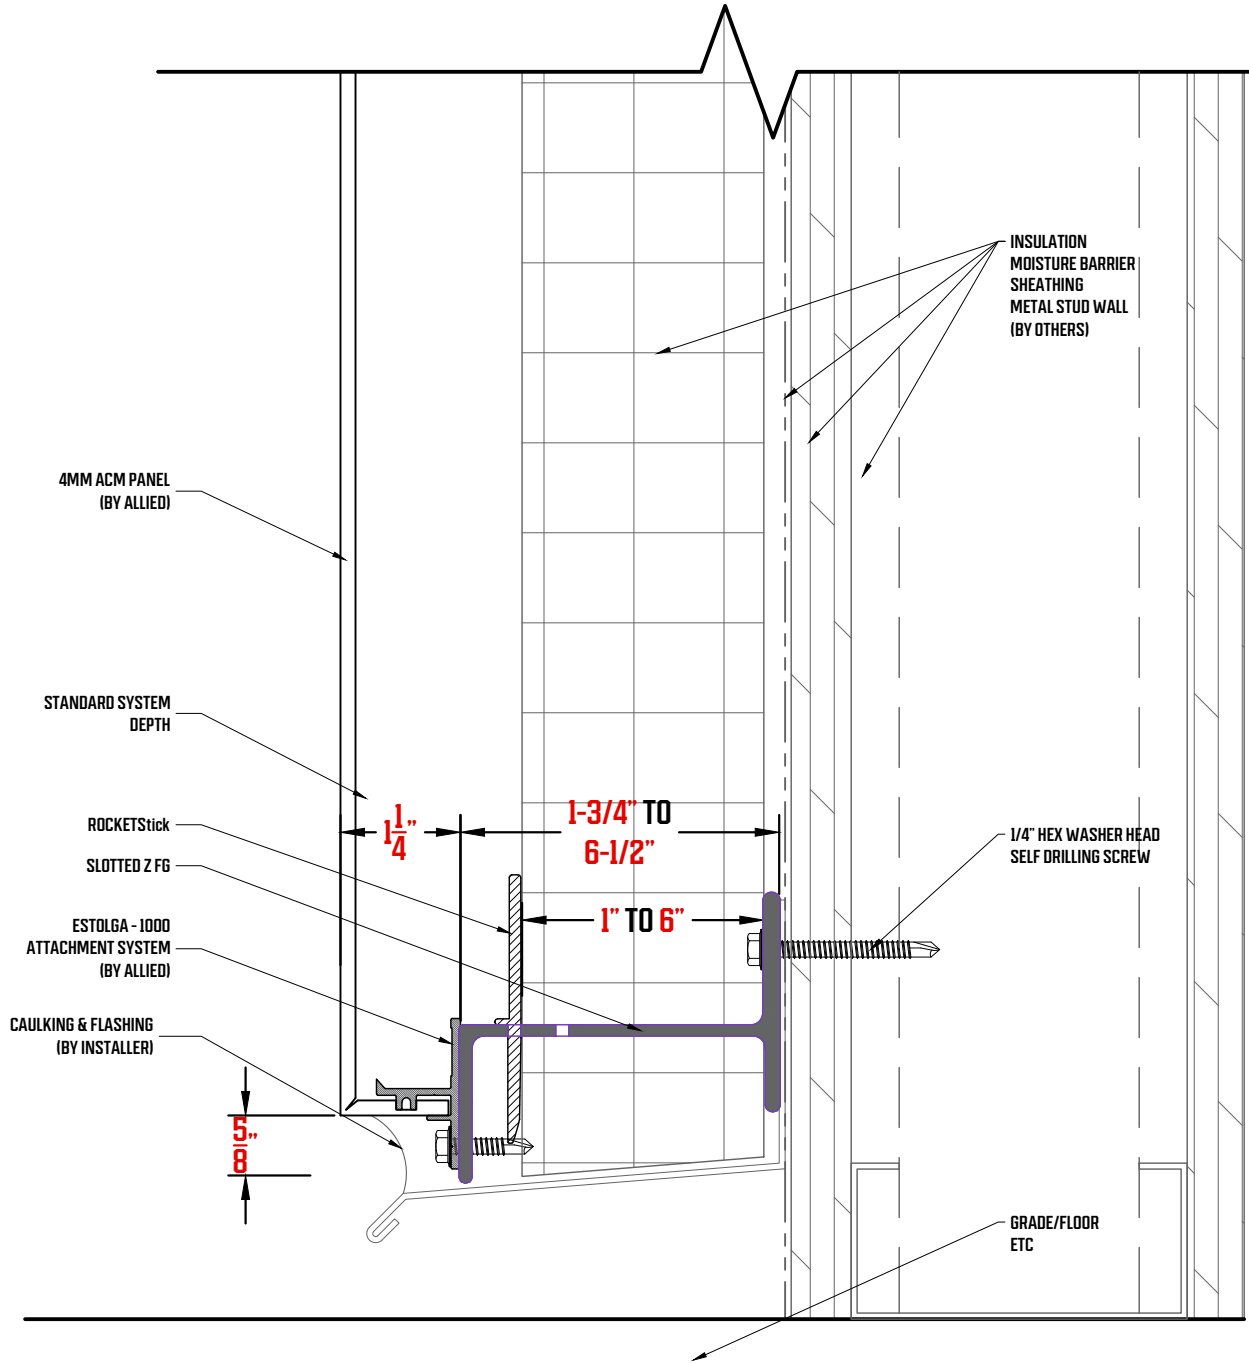 INSULATION
MOISTURE BARRIER
SHEATHING
METAL STUD WALL
(BY OTHERS)
4MM ACM PANEL
(BY ALLIED)
STANDARD SYSTEM
DEPTH
ROCKETStick
SLOTTED Z FG
ESTOLGA - 1000
ATTACHMENT SYSTEM
(BY ALLIED)
CAULKING & FLASHING
(BY INSTALLER)
1 1/4"
1-3/4" TO
6-1/2"
1" TO 6"
1/4" HEX WASHER HEAD
SELF DRILLING SCREW
5/8"
GRADE/FLOOR
ETC